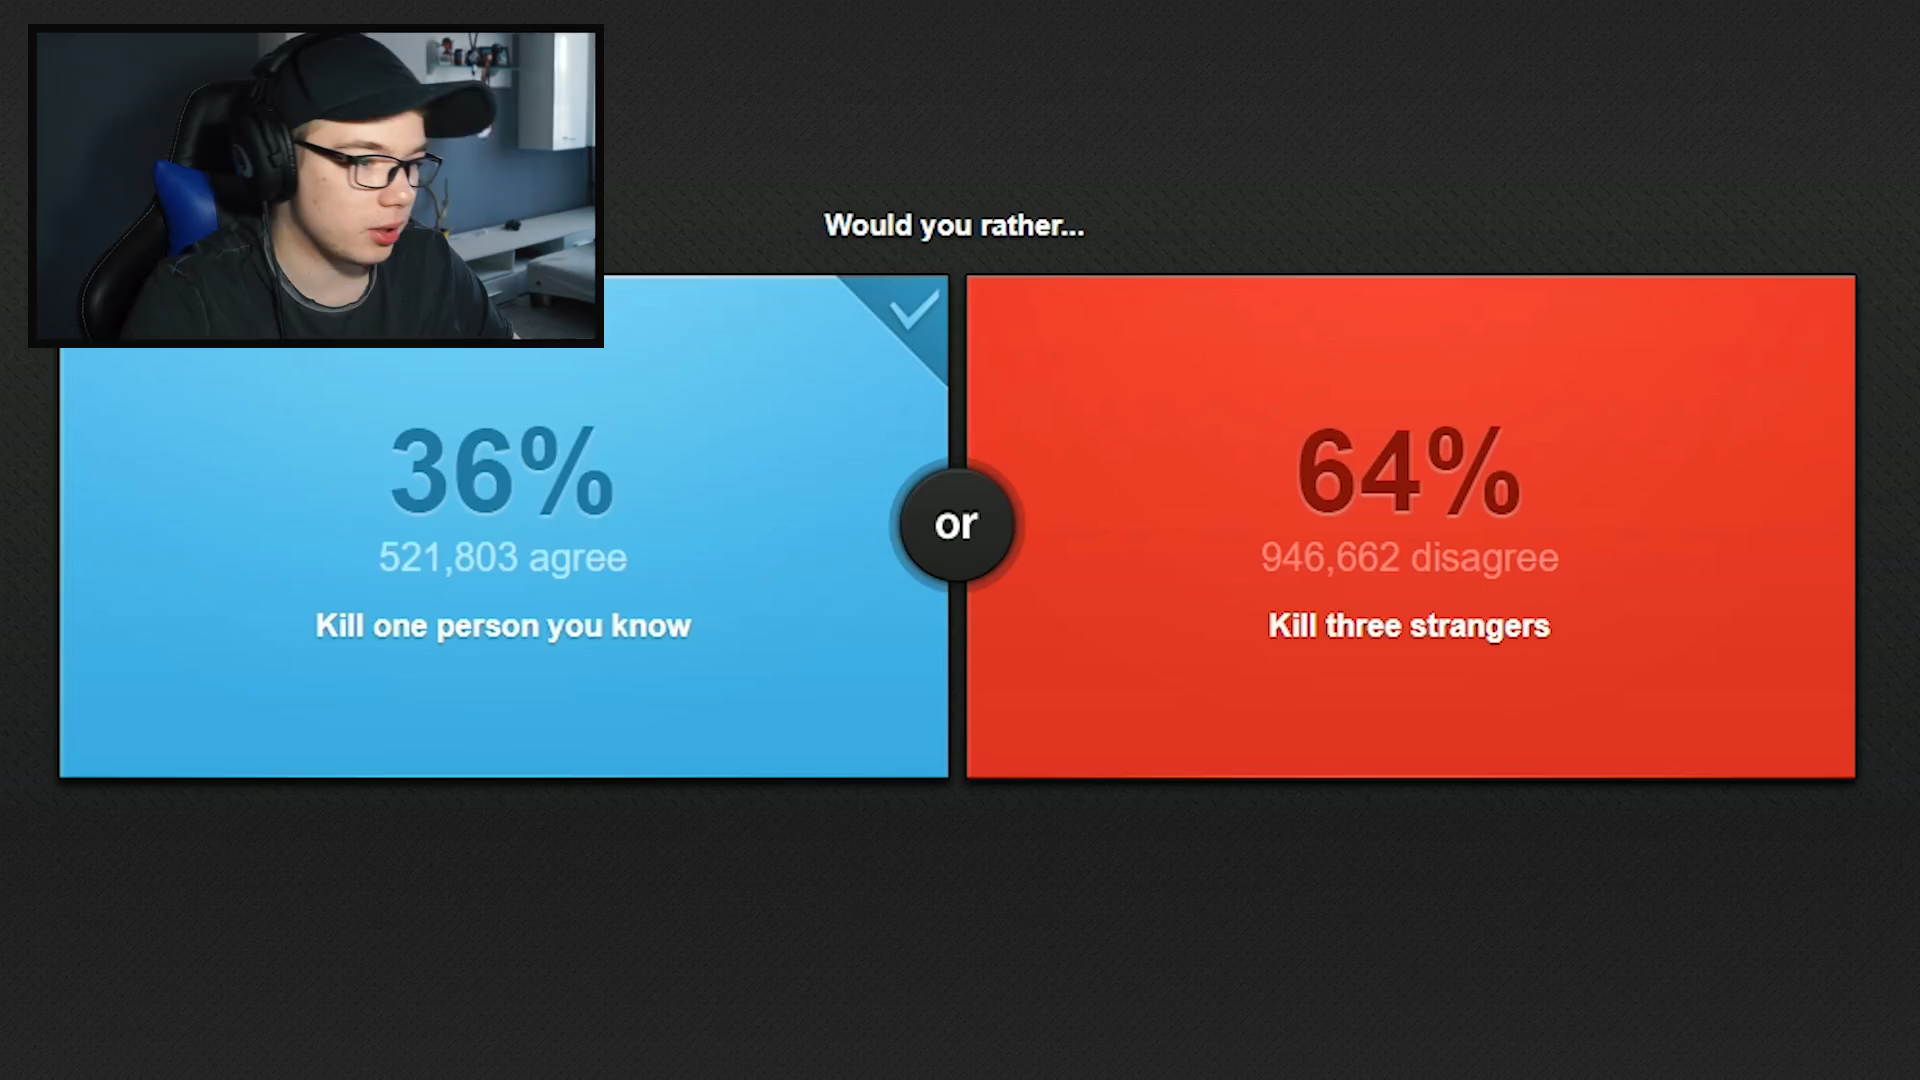 Would you rather...
36%
521,803 agree
Kill one person you know
or
64%
946,662 disagree
Kill three strangers